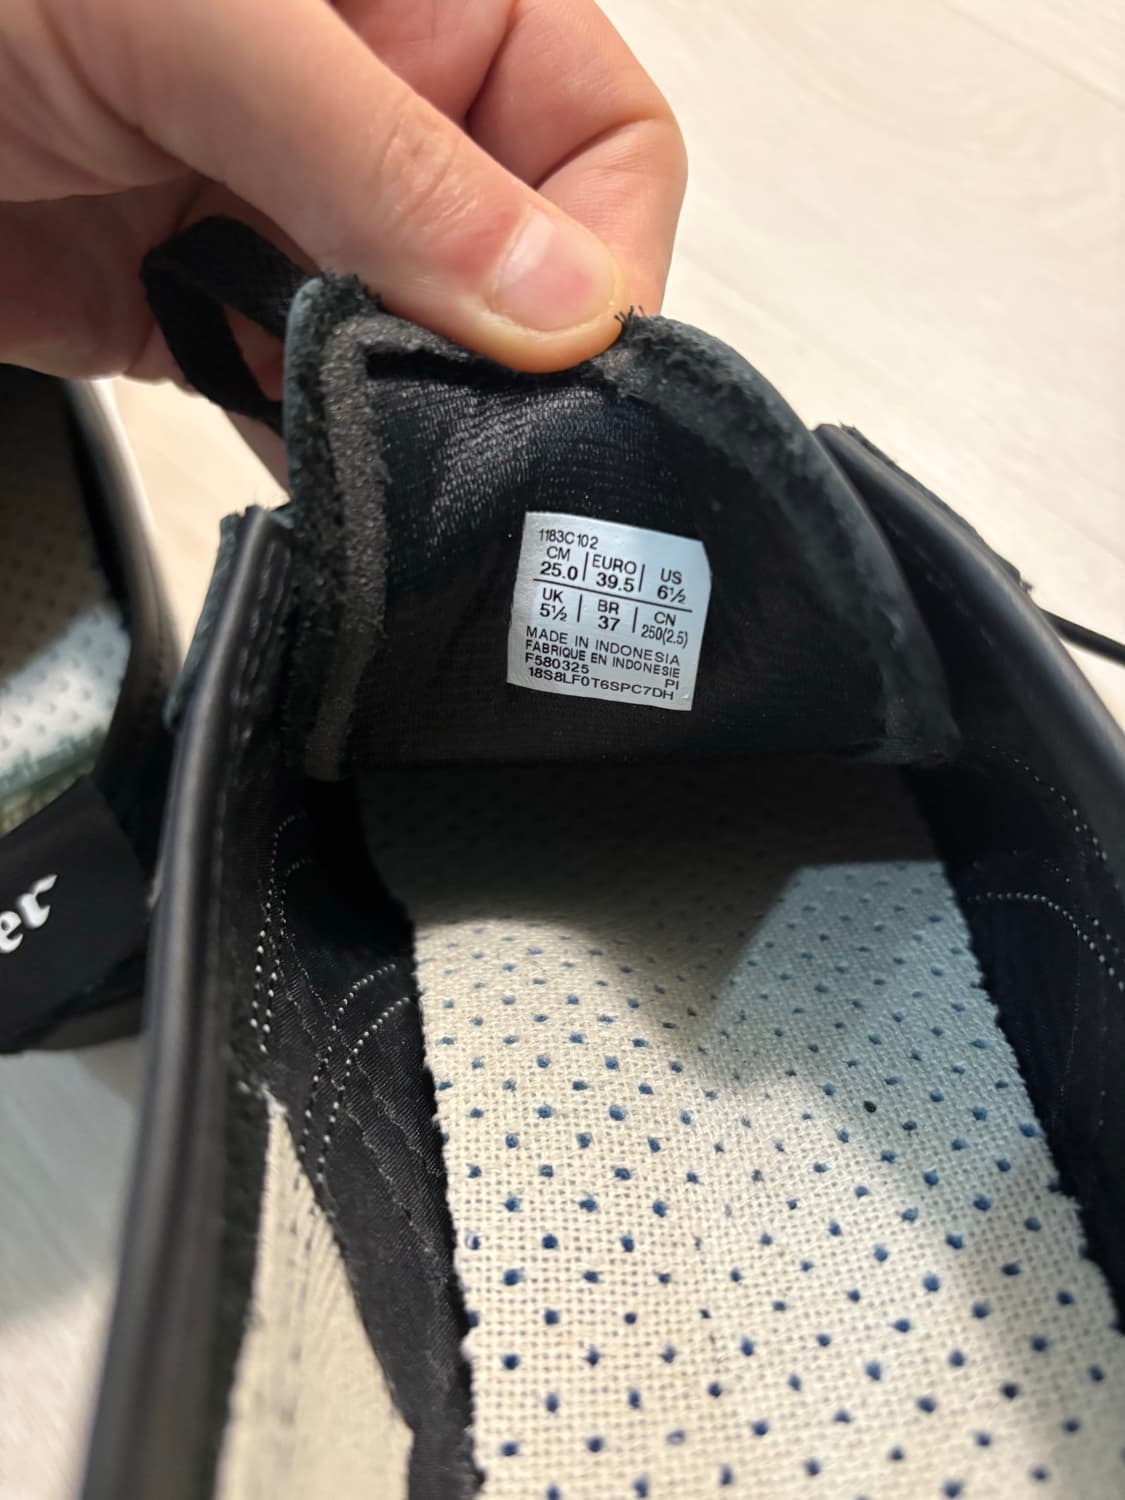 1183C102
CM | EURO | US
25.0 | 39.5 | 6½
UK | BR | CN
5½ | 37 | 250(2.5)
MADE IN INDONESIA
FABRIQUE EN INDONESIE
F580325 PI
18S8LF0T6SPC7DH
er